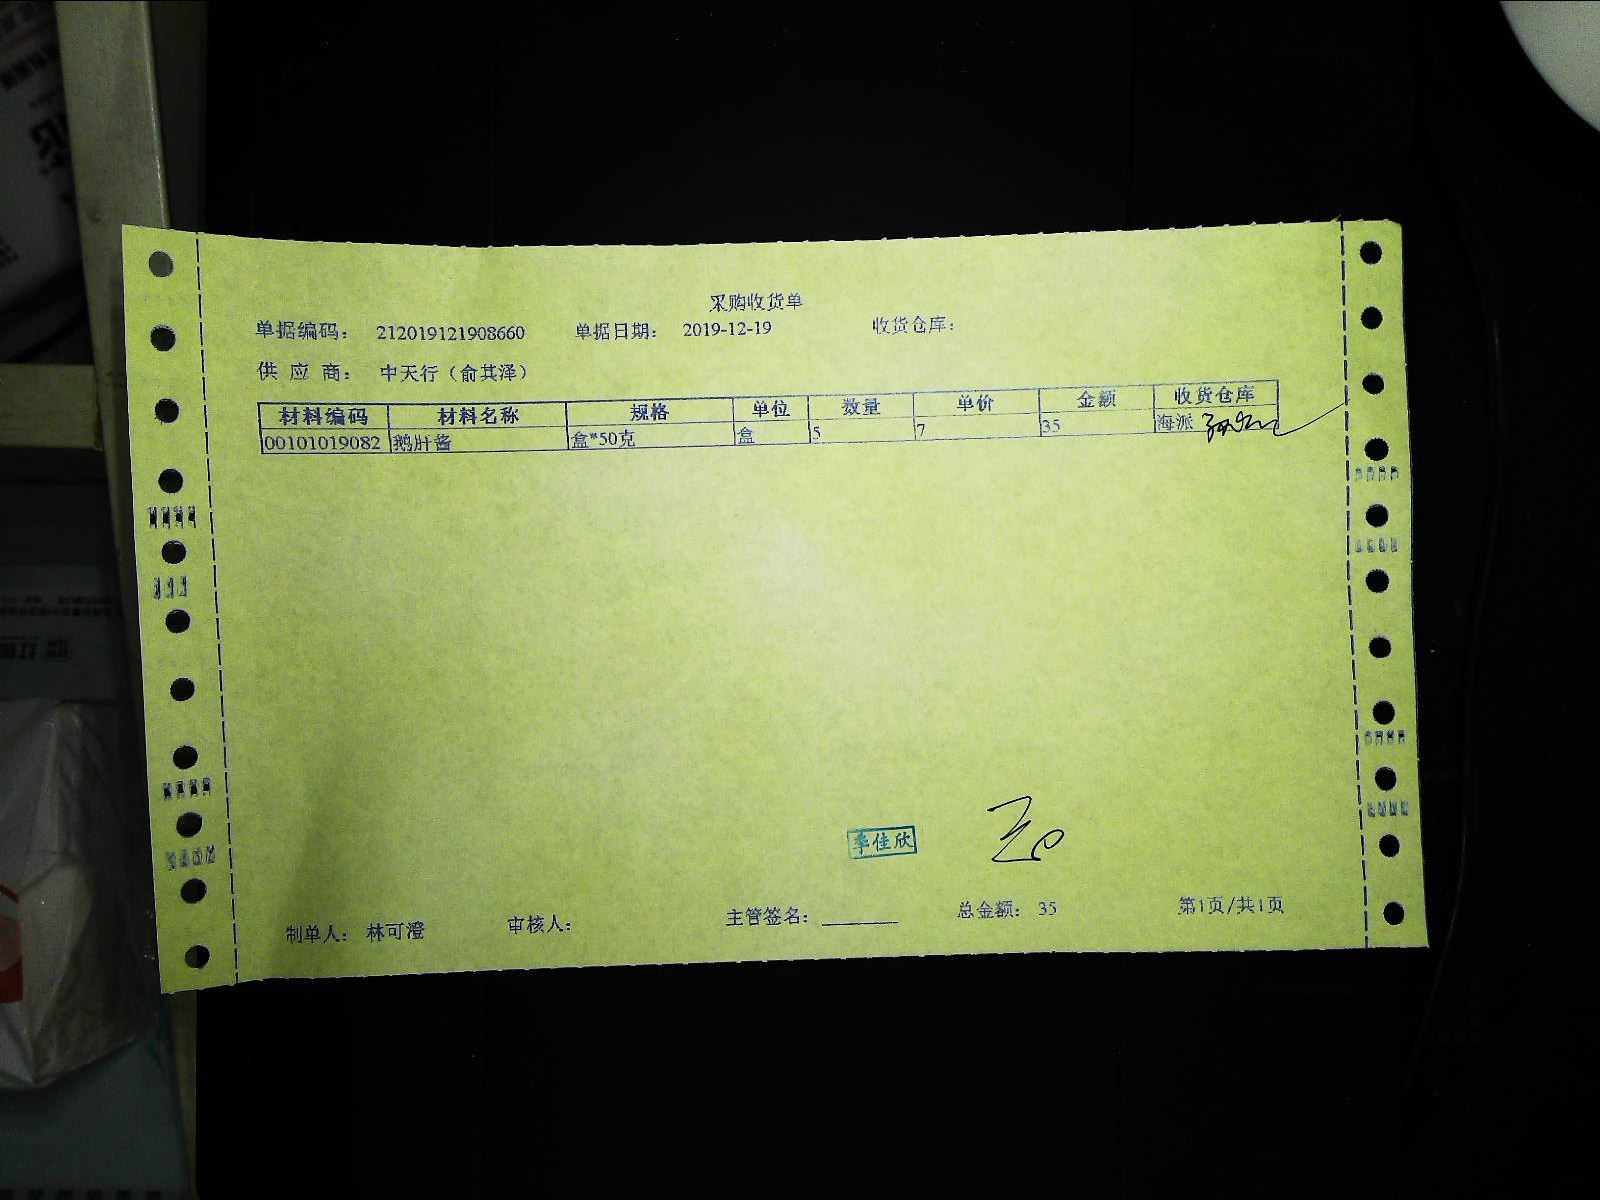 采购收货单
单据编码： 212019121908660 单据日期： 2019-12-19 收货仓库：
供 应 商： 中天行（俞其泽）
材料编码 材料名称 规格 单位 数量 单价 金额 收货仓库
00101019082 鹅肝酱 盒*50克 盒 5 7 35 海派
季佳欣
制单人： 林可澄 审核人： 主管签名： 总金额： 35 第1页/共1页